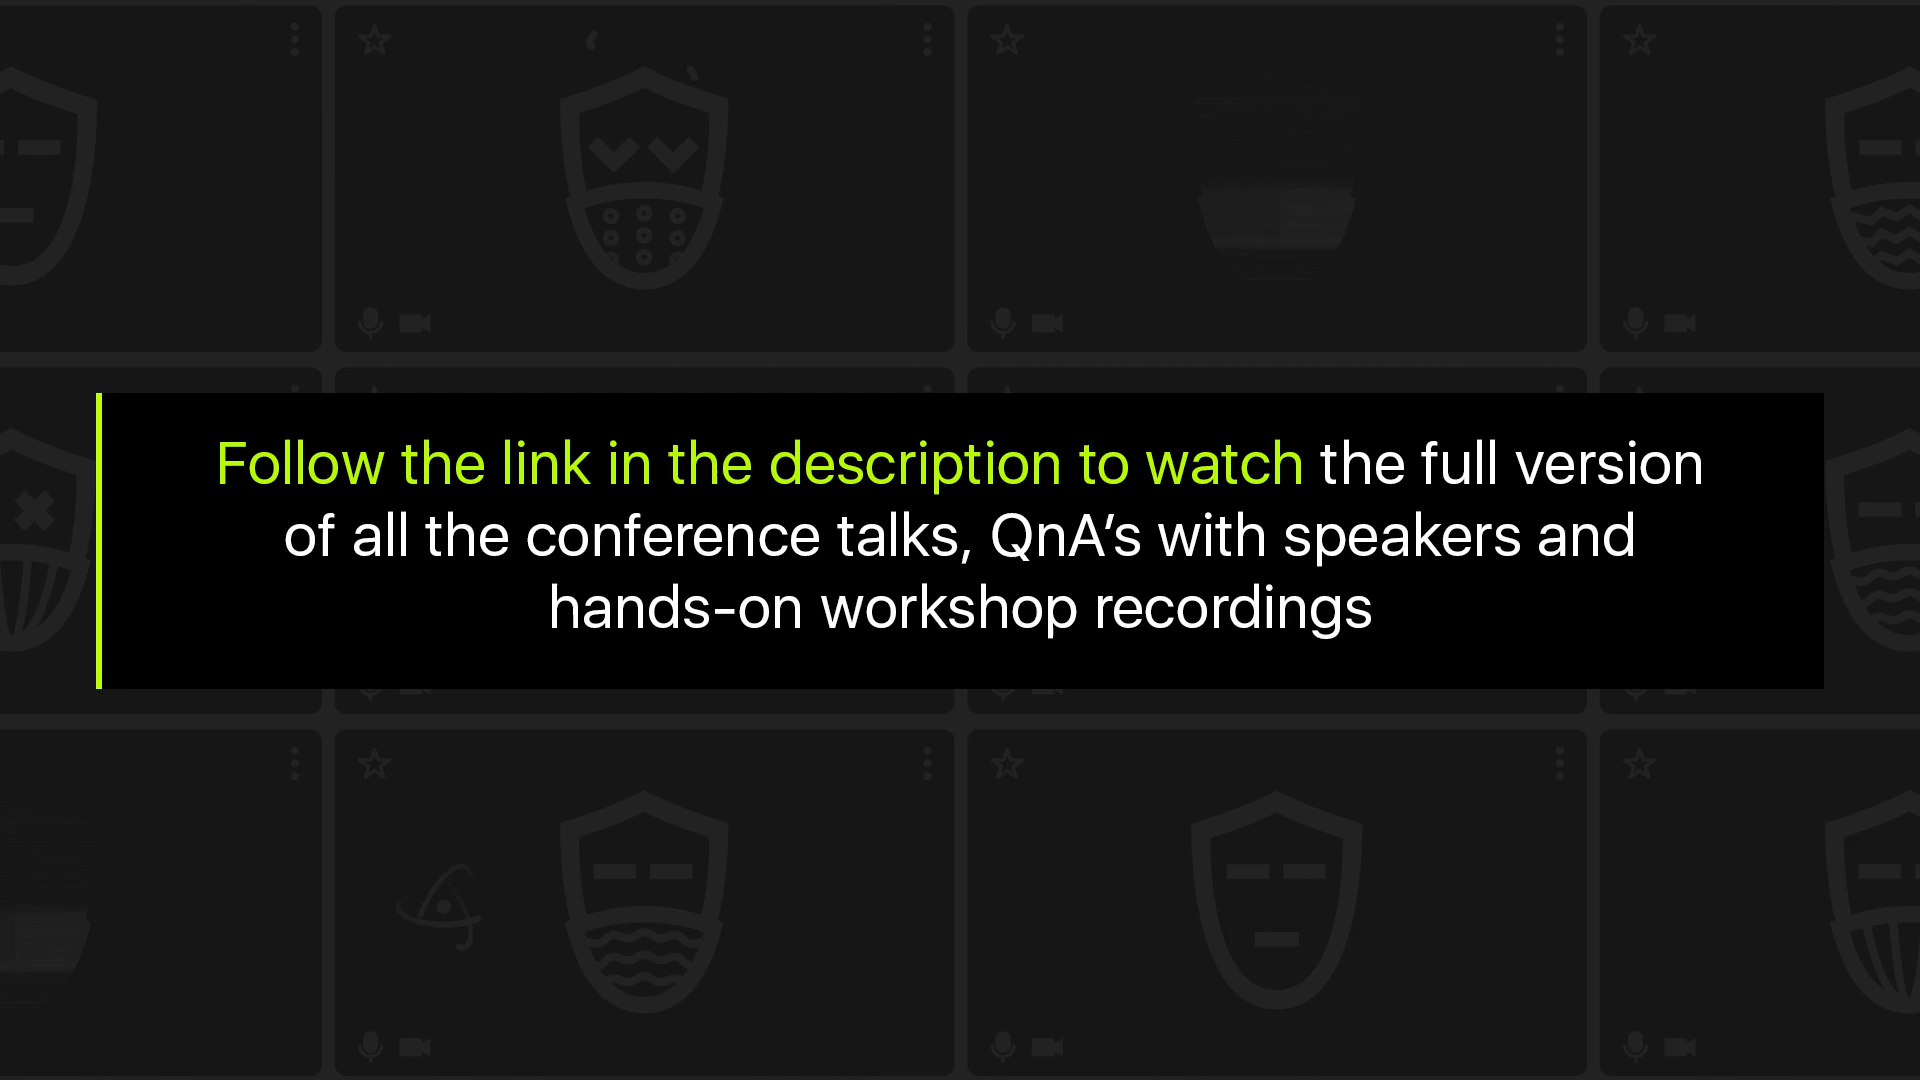 Follow the link in the description to watch the full version
of all the conference talks, QnA’s with speakers and
hands-on workshop recordings